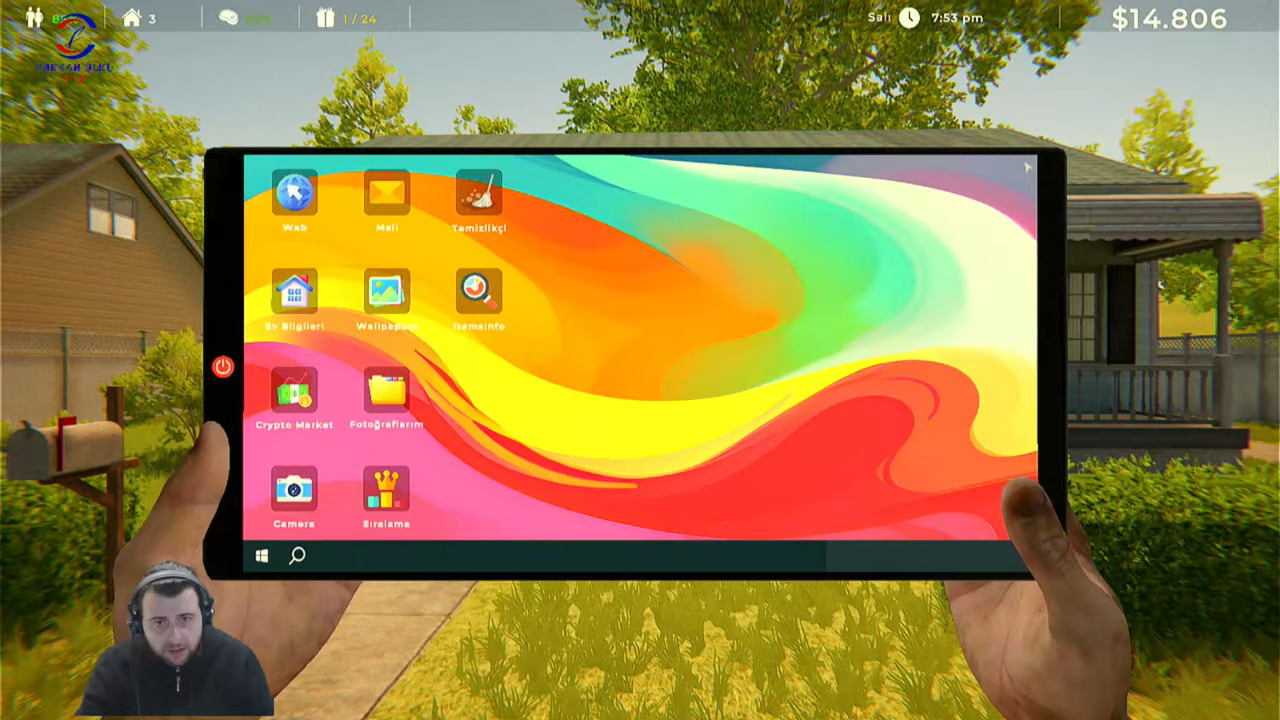 3
1 / 24
Salı 7:53 pm
$14.806
Web
Mail
Temizlikçi
Ev Bilgileri
Wallpapers
ItemsInfo
Crypto Market
Fotoğraflarım
Camera
Sıralama